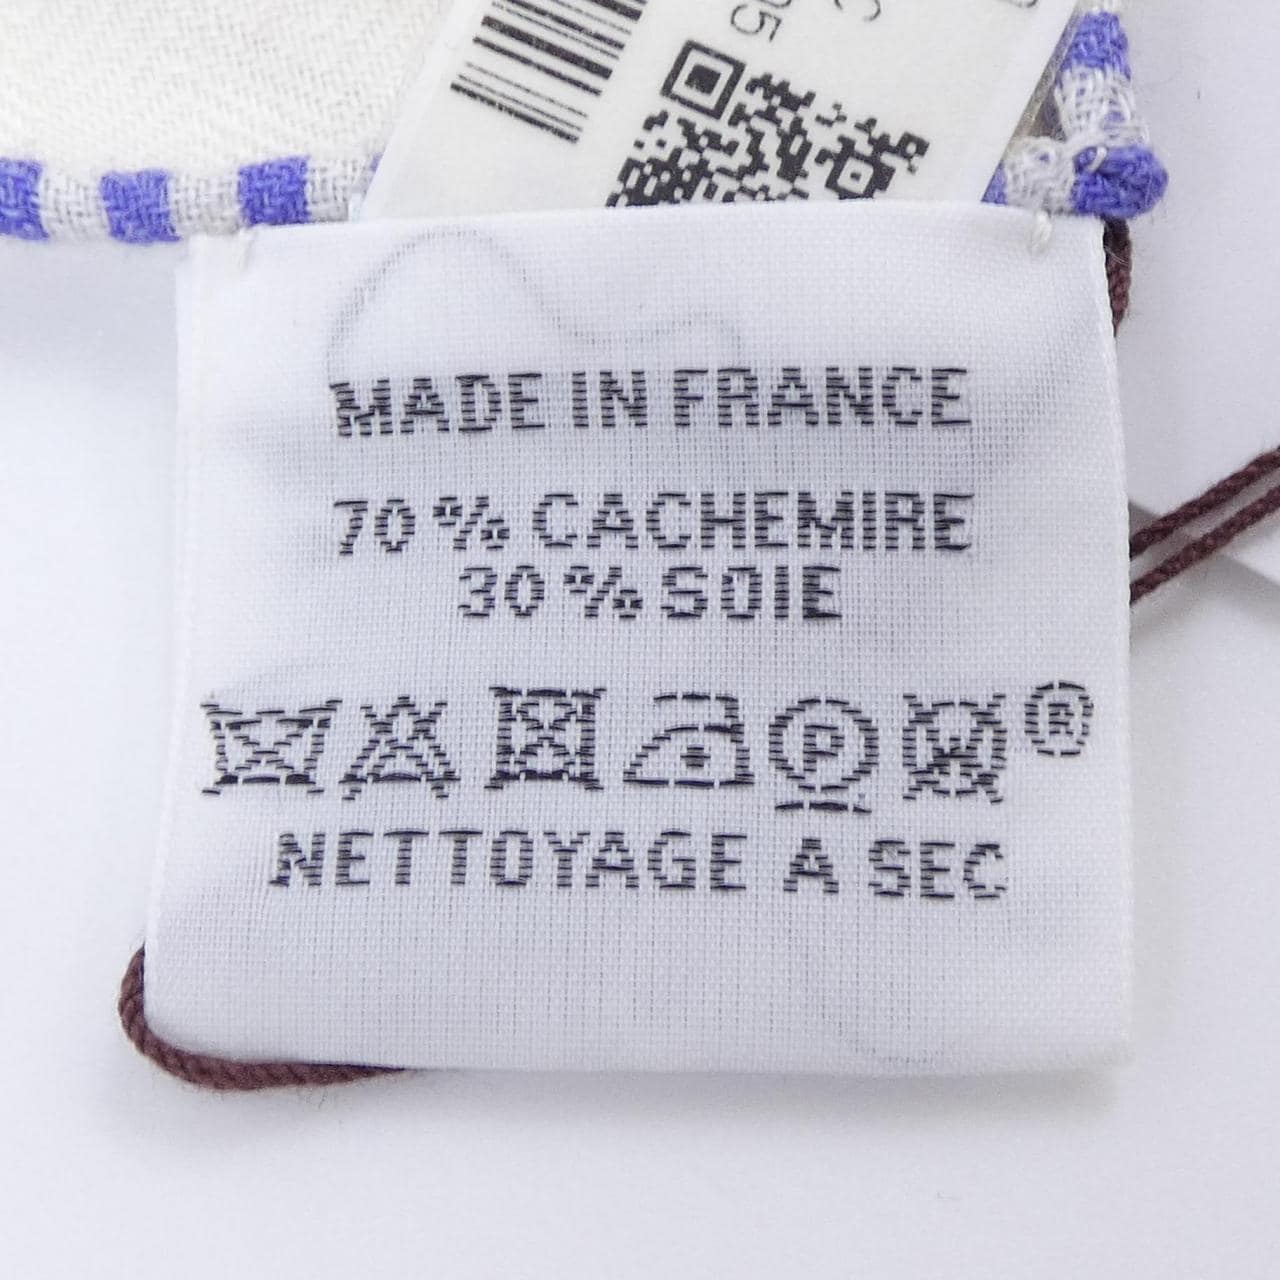 MADE IN FRANCE
70% CACHEMIRE
30% SOIE
P W ®
NETTOYAGE A SEC